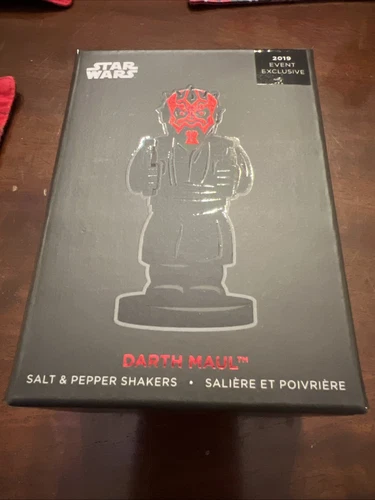 STAR
WARS
2019
EVENT
EXCLUSIVE
DARTH MAUL™
SALT & PEPPER SHAKERS • SALIÈRE ET POIVRIÈRE